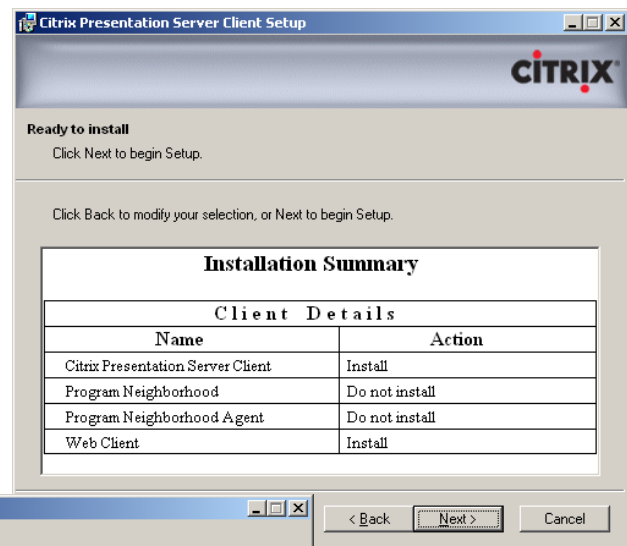 Citrix Presentation Server Client Setup
CITRIX
Ready to install
Click Next to begin Setup.
Click Back to modify your selection, or Next to begin Setup.
Installation Summary
Client Details
Name Action
Citrix Presentation Server Client Install
Program Neighborhood Do not install
Program Neighborhood Agent Do not install
Web Client Install
< Back Next > Cancel